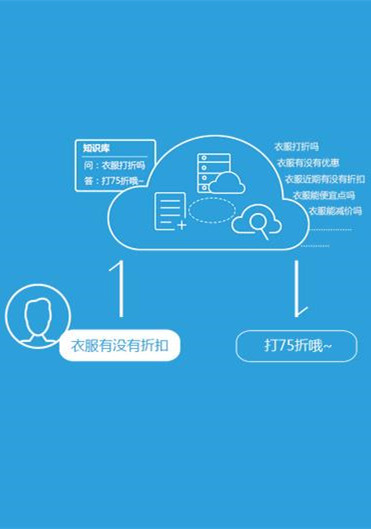 知识库
问：衣服打折吗
答：打75折哦~
衣服打折吗
衣服有没有优惠
衣服近期有没有折扣
衣服能便宜点吗
衣服能减价吗
衣服有没有折扣
打75折哦~